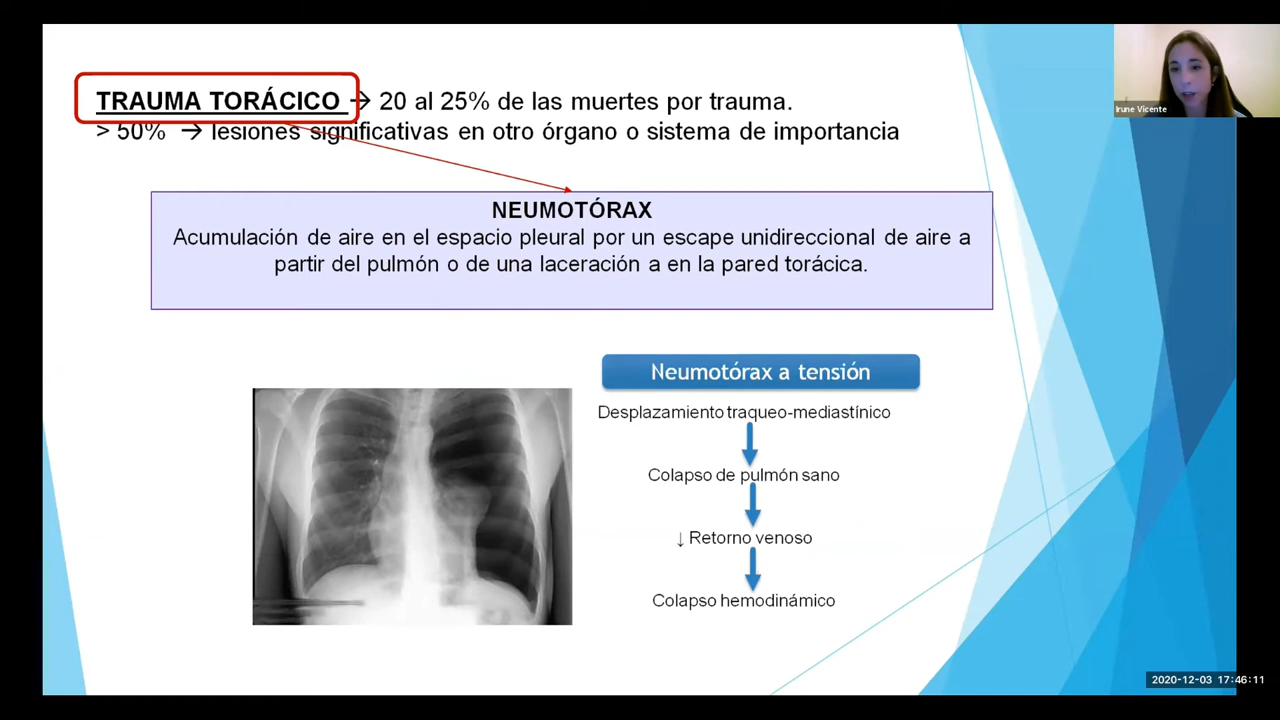 TRAUMA TORÁCICO → 20 al 25% de las muertes por trauma.
> 50% → lesiones significativas en otro órgano o sistema de importancia
NEUMOTÓRAX
Acumulación de aire en el espacio pleural por un escape unidireccional de aire a
partir del pulmón o de una laceración a en la pared torácica.
Neumotórax a tensión
Desplazamiento traqueo-mediastínico
Colapso de pulmón sano
↓ Retorno venoso
Colapso hemodinámico
Irune Vicente
2020-12-03 17:46:11